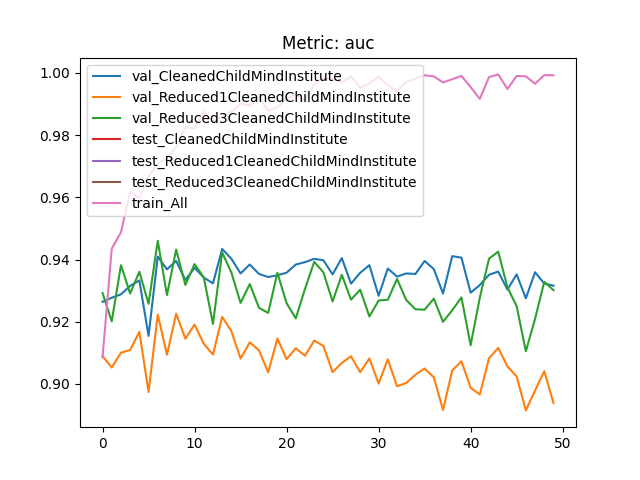 Metric: auc
1.00
0.98
0.96
0.94
0.92
0.90
val_CleanedChildMindInstitute
val_Reduced1CleanedChildMindInstitute
val_Reduced3CleanedChildMindInstitute
test_CleanedChildMindInstitute
test_Reduced1CleanedChildMindInstitute
test_Reduced3CleanedChildMindInstitute
train_All
0 10 20 30 40 50